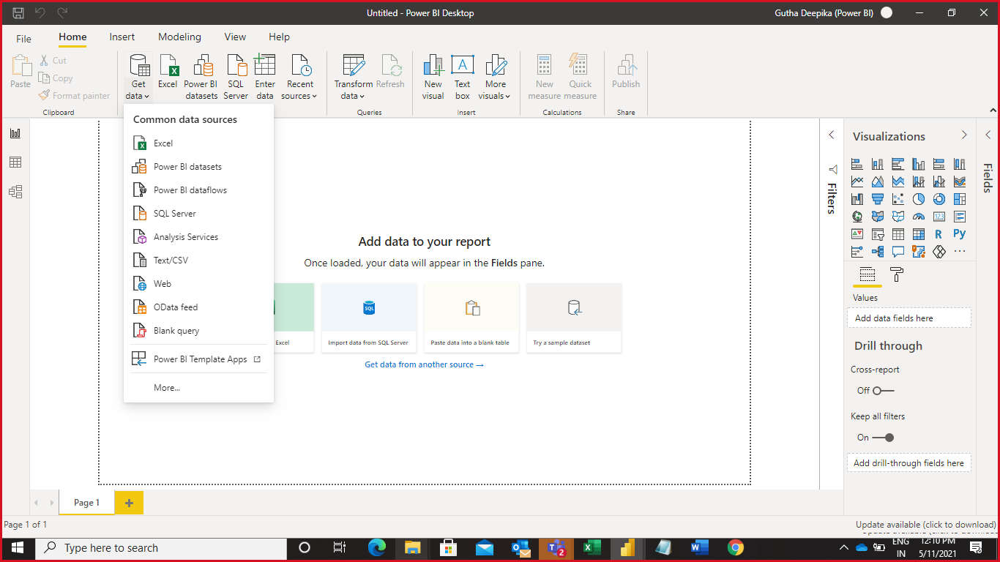 Untitled - Power BI Desktop
Gutha Deepika (Power BI)
File
Home
Insert
Modeling
View
Help
Paste
Cut
Copy
Format painter
Clipboard
Get
data
Excel
Power BI
datasets
SQL
Server
Enter
data
Recent
sources
Transform
data
Refresh
Queries
New
visual
A
Text
box
More
visuals
Insert
New
measure
Quick
measure
Calculations
Publish
Share
Common data sources
Excel
Power BI datasets
Power BI dataflows
SQL Server
Analysis Services
Text/CSV
Web
OData feed
Blank query
Power BI Template Apps
More...
Add data to your report
Once loaded, your data will appear in the Fields pane.
Excel
SQL
Import data from SQL Server
Paste data into a blank table
Try a sample dataset
Get data from another source →
Filters
Visualizations
123
R
Py
...
Values
Add data fields here
Drill through
Cross-report
Off
Keep all filters
On
Add drill-through fields here
Fields
Page 1
+
Page 1 of 1
Update available (click to download)
Type here to search
2
ENG
IN
12:10 PM
5/11/2021